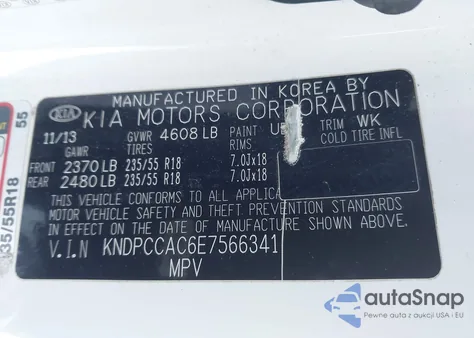 MANUFACTURED IN KOREA BY
KIA KIA MOTORS CORPORATION
11/13 GVWR 4608 LB PAINT U TRIM WK
GAWR TIRES RIMS COLD TIRE INFL
FRONT 2370 LB 235/55 R18 7.0Jx18
REAR 2480 LB 235/55 R18 7.0Jx18
THIS VEHICLE CONFORMS TO ALL APPLICA
MOTOR VEHICLE SAFETY AND THEFT PREVENTION STANDARDS
IN EFFECT ON THE DATE OF MANUFACTURE SHOWN ABOVE.
V.I.N KNDPCCAC6E7566341
MPV
35/55R18 55
autoSnap
Pewne auta z aukcji USA i EU